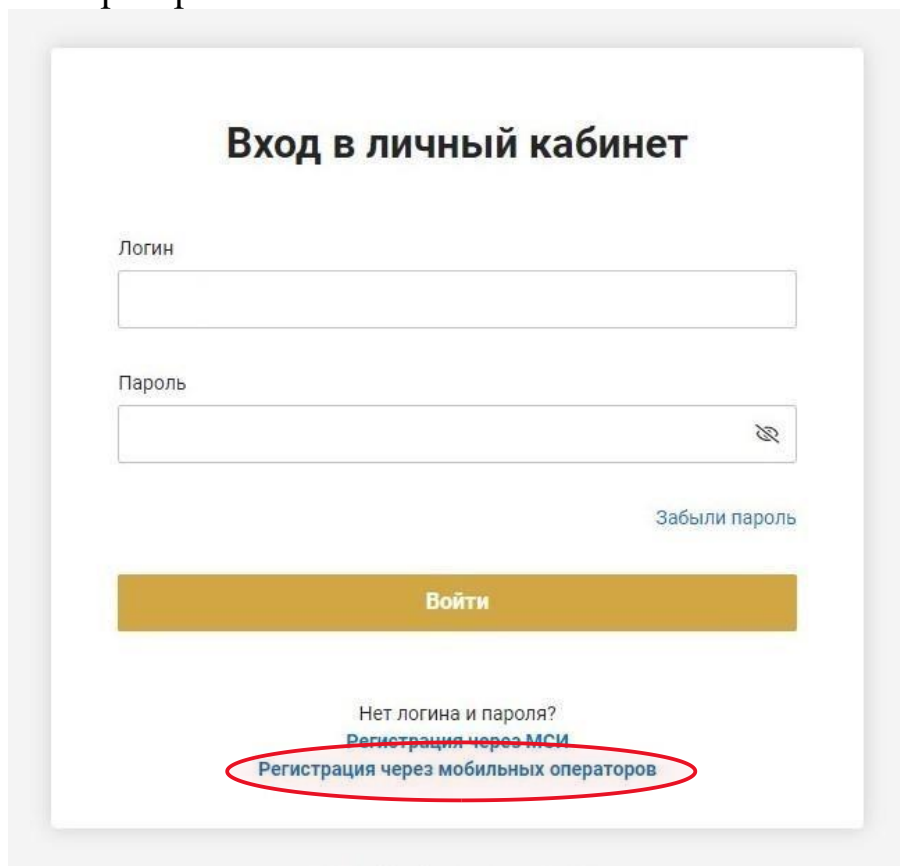 Вход в личный кабинет
Логин
Пароль
Забыли пароль
Войти
Нет логина и пароля?
Регистрация через МСИ
Регистрация через мобильных операторов